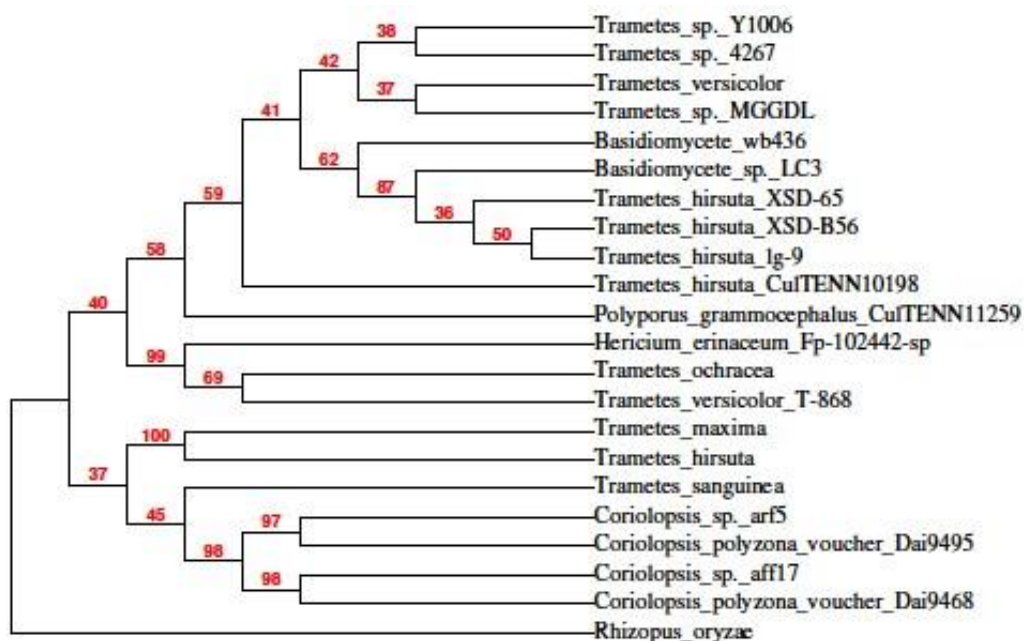 38
Trametes_sp._Y1006
Trametes_sp._4267
42
37
Trametes_versicolor
Trametes_sp._MGGDL
41
62
Basidiomycete_wb436
87
Basidiomycete_sp._LC3
59
36
Trametes_hirsuta_XSD-65
50
Trametes_hirsuta_XSD-B56
Trametes_hirsuta_lg-9
58
Trametes_hirsuta_CulTENN10198
40
Polyporus_grammocephalus_CulTENN11259
99
Hericium_erinaceum_Fp-102442-sp
69
Trametes_ochracea
Trametes_versicolor_T-868
100
Trametes_maxima
Trametes_hirsuta
37
Trametes_sanguinea
45
97
Coriolopsis_sp._arf5
98
Coriolopsis_polyzona_voucher_Dai9495
98
Coriolopsis_sp._aff17
Coriolopsis_polyzona_voucher_Dai9468
Rhizopus_oryzae